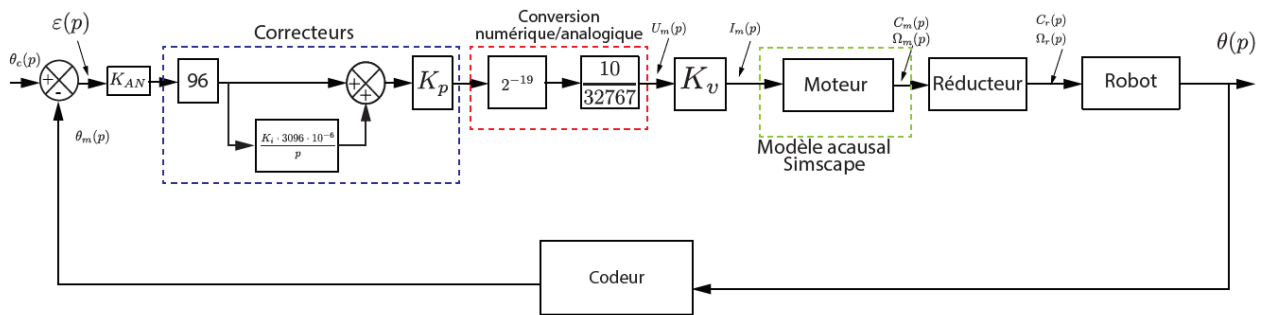 Conversion
numérique/analogique
Correcteurs
ε(p)
θ_c(p)
+
-
K_AN
96
+
+
K_p
2^{-19}
10
32767
U_m(p)
K_v
I_m(p)
Moteur
C_m(p)
Ω_m(p)
Réducteur
C_r(p)
Ω_r(p)
Robot
θ(p)
θ_m(p)
K_i · 3096 · 10^{-6}
p
Modèle acausal
Simscape
Codeur